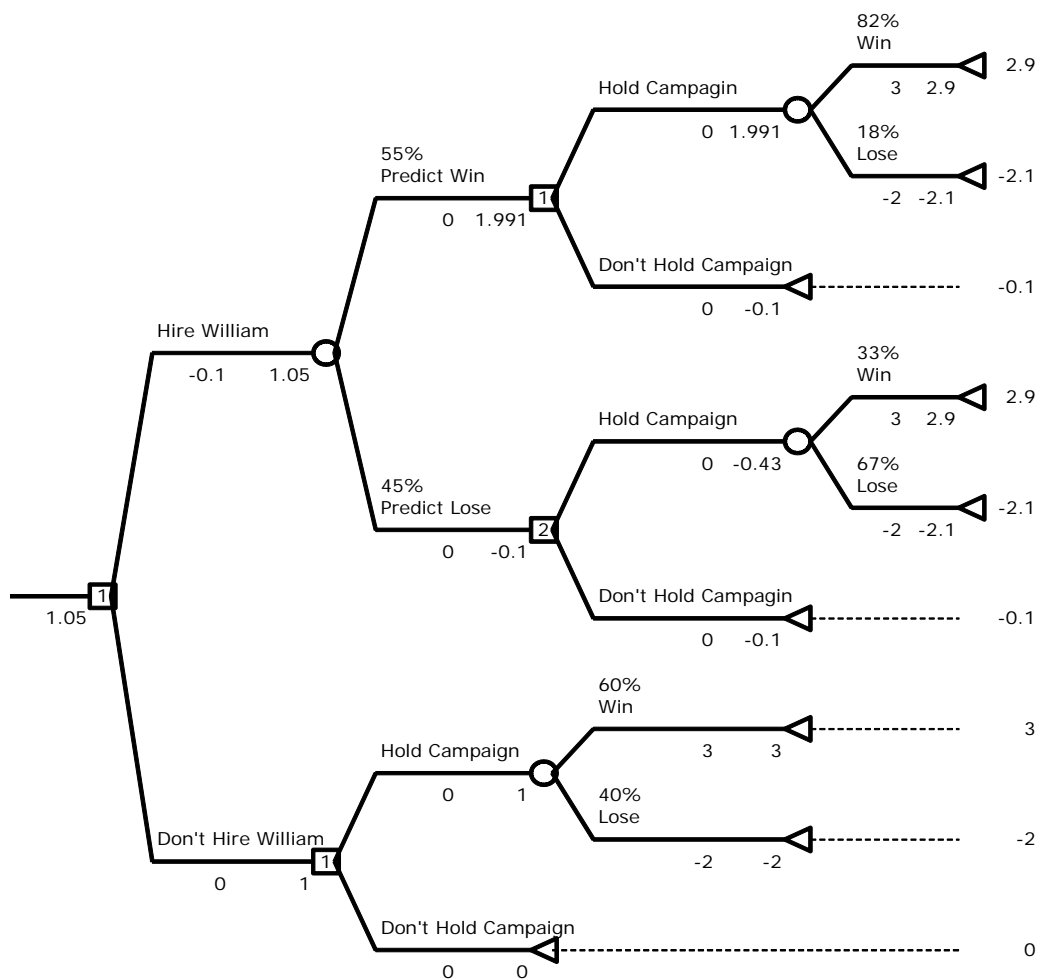 82%
Win
2.9
3 2.9
Hold Campagin
0 1.991
18%
Lose
-2.1
-2 -2.1
55%
Predict Win
1
0 1.991
Don't Hold Campaign
-0.1
0 -0.1
Hire William
-0.1 1.05
33%
Win
2.9
3 2.9
Hold Campaign
0 -0.43
67%
Lose
-2.1
-2 -2.1
45%
Predict Lose
2
0 -0.1
Don't Hold Campagin
-0.1
0 -0.1
1
1.05
60%
Win
3
3 3
Hold Campaign
0 1
40%
Lose
-2
-2 -2
Don't Hire William
1
0 1
Don't Hold Campaign
0
0 0